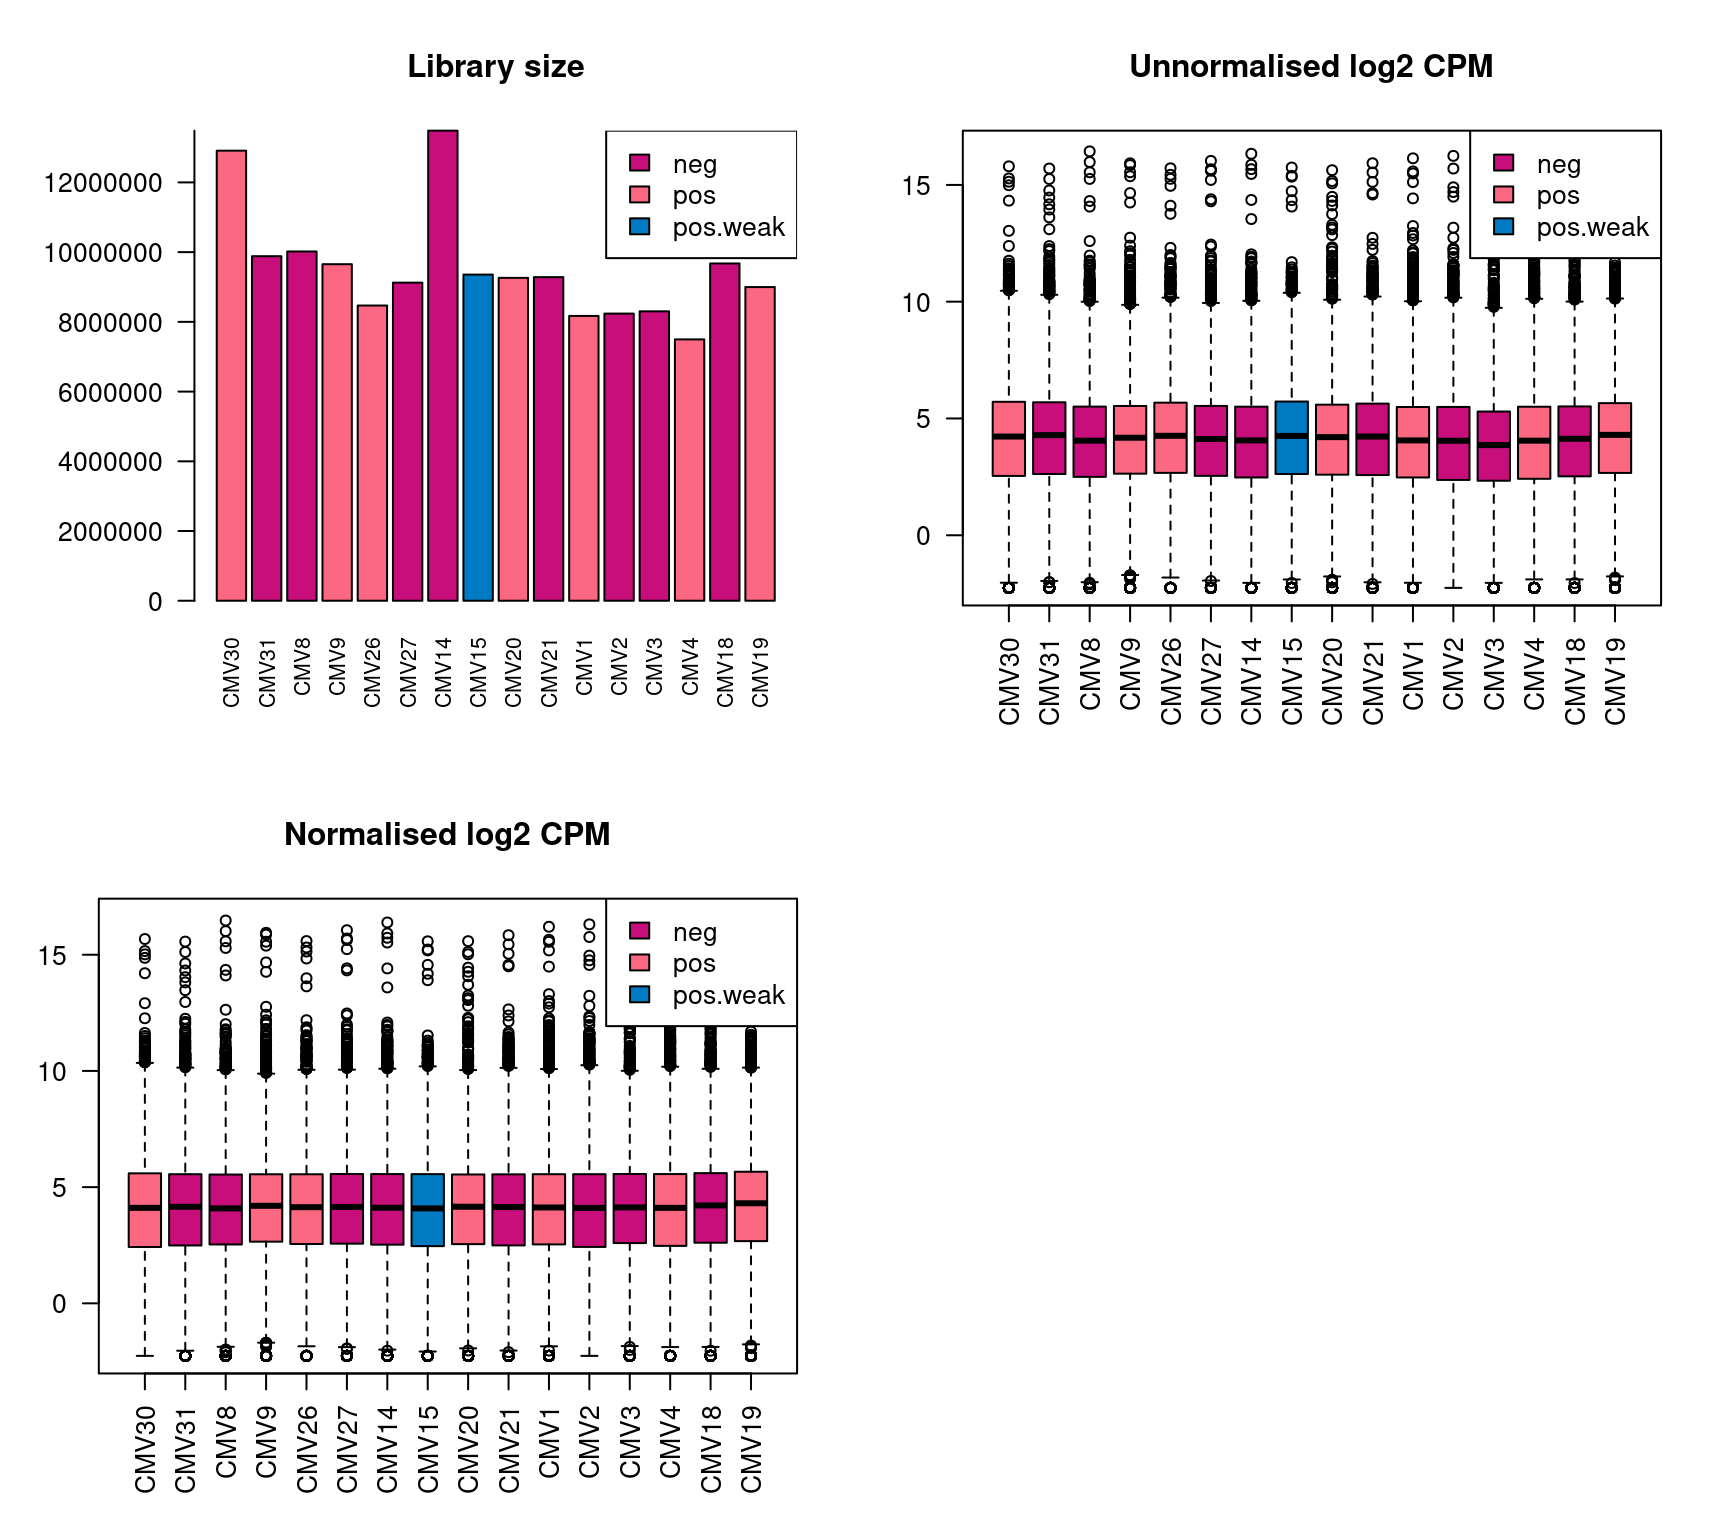 Library size
12000000
10000000
8000000
6000000
4000000
2000000
0
neg
pos
pos.weak
CMV30
CMV31
CMV8
CMV9
CMV26
CMV27
CMV14
CMV15
CMV20
CMV21
CMV1
CMV2
CMV3
CMV4
CMV18
CMV19
Unnormalised log2 CPM
15
10
5
0
neg
pos
pos.weak
CMV30
CMV31
CMV8
CMV9
CMV26
CMV27
CMV14
CMV15
CMV20
CMV21
CMV1
CMV2
CMV3
CMV4
CMV18
CMV19
Normalised log2 CPM
15
10
5
0
neg
pos
pos.weak
CMV30
CMV31
CMV8
CMV9
CMV26
CMV27
CMV14
CMV15
CMV20
CMV21
CMV1
CMV2
CMV3
CMV4
CMV18
CMV19